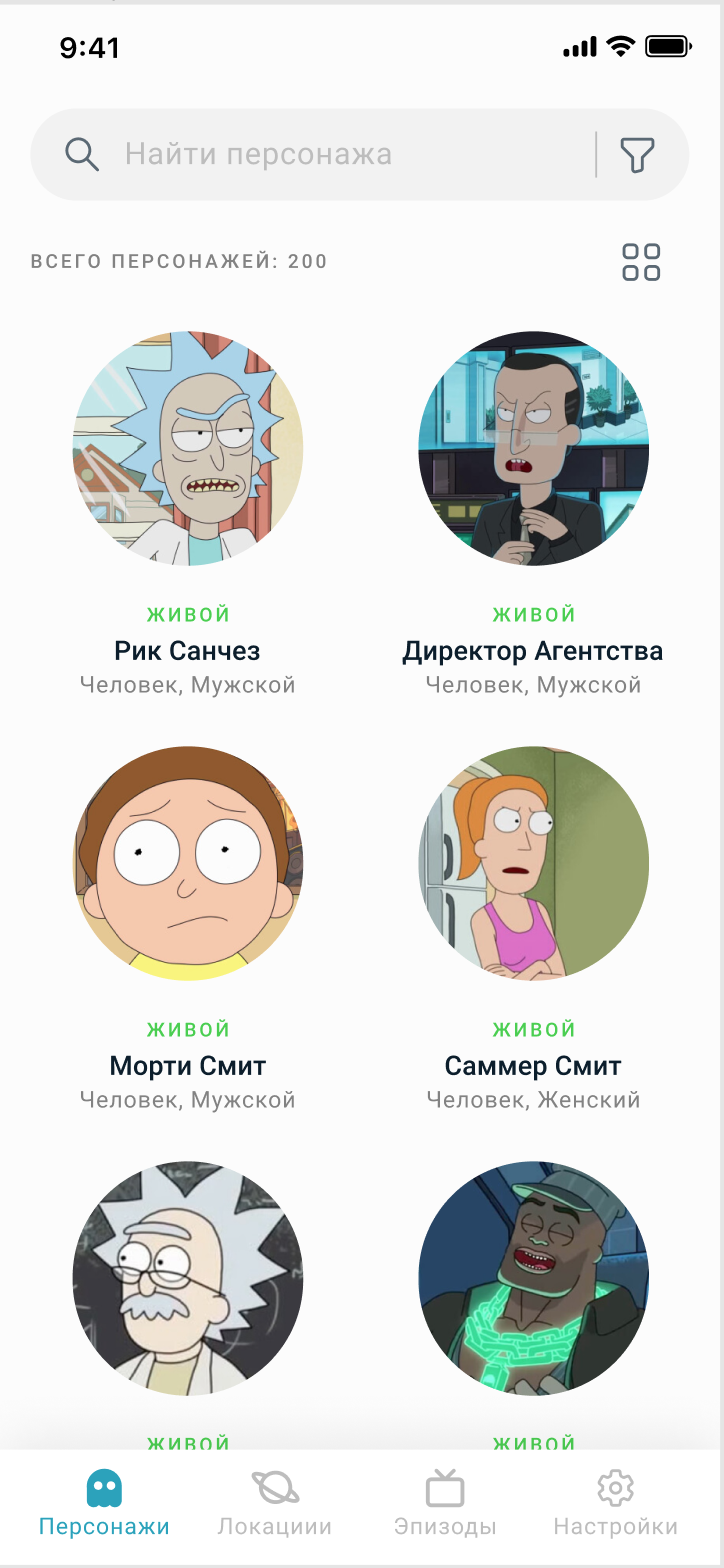 9:41
Найти персонажа
ВСЕГО ПЕРСОНАЖЕЙ: 200
ЖИВОЙ ЖИВОЙ
Рик Санчез Директор Агентства
Человек, Мужской Человек, Мужской
ЖИВОЙ ЖИВОЙ
Морти Смит Саммер Смит
Человек, Мужской Человек, Женский
ЖИВОЙ ЖИВОЙ
Персонажи Локациии Эпизоды Настройки